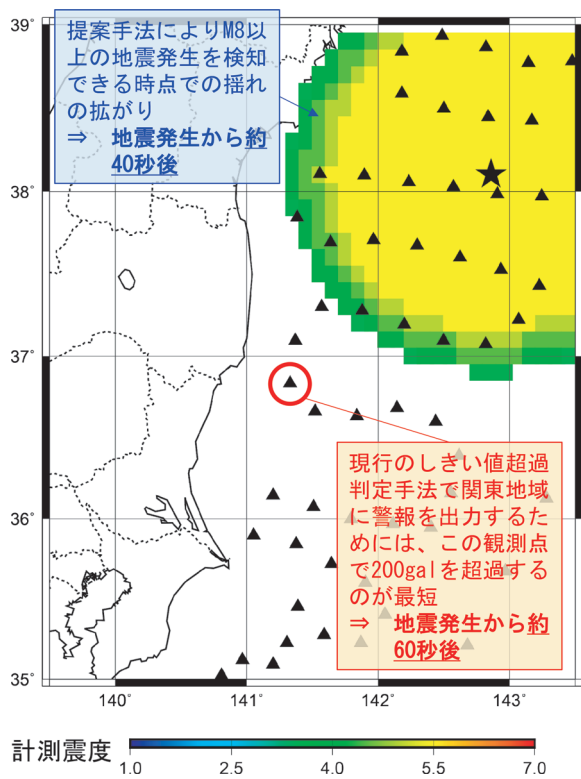 39°
提案手法によりM8以
上の地震発生を検知
できる時点での揺れ
の拡がり
⇒ 地震発生から約
40秒後
38°
37°
現行のしきい値超過
判定手法で関東地域
に警報を出力するた
めには、この観測点
で200galを超過する
のが最短
⇒ 地震発生から約
60秒後
36°
35°
140° 141° 142° 143°
計測震度
1.0 2.5 4.0 5.5 7.0